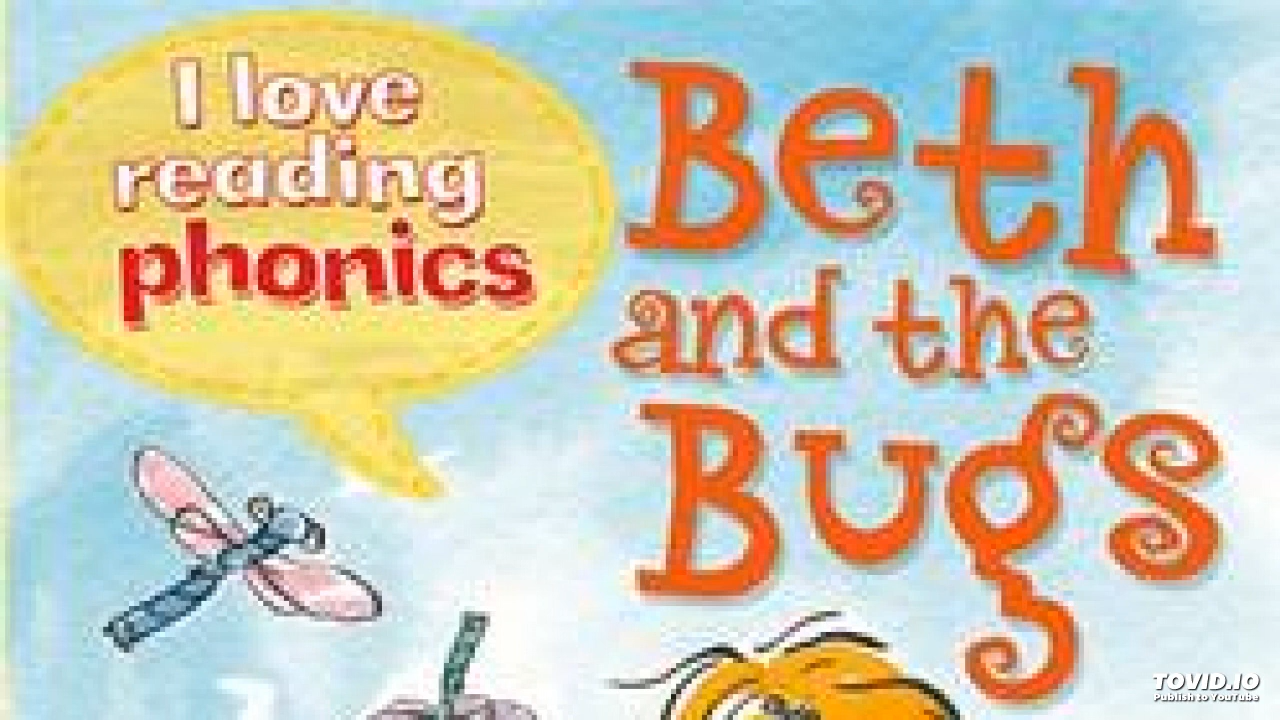 I love
reading
phonics
Beth
and the
Bugs
TOVID.IO
Publish to YouTube